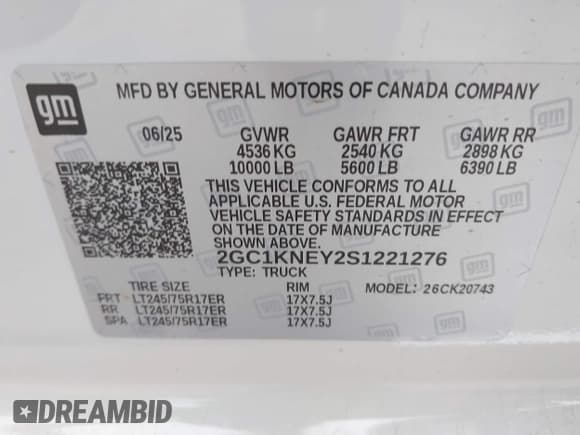 gm
MFD BY GENERAL MOTORS OF CANADA COMPANY
06/25 GVWR GAWR FRT GAWR RR
4536 KG 2540 KG 2898 KG
10000 LB 5600 LB 6390 LB
THIS VEHICLE CONFORMS TO ALL
APPLICABLE U.S. FEDERAL MOTOR
VEHICLE SAFETY STANDARDS IN EFFECT
ON THE DATE OF MANUFACTURE
SHOWN ABOVE.
2GC1KNEY2S1221276
TYPE: TRUCK
TIRE SIZE RIM MODEL: 26CK20743
FRT LT245/75R17ER 17X7.5J
RR LT245/75R17ER 17X7.5J
SPA LT245/75R17ER 17X7.5J
DREAMBID